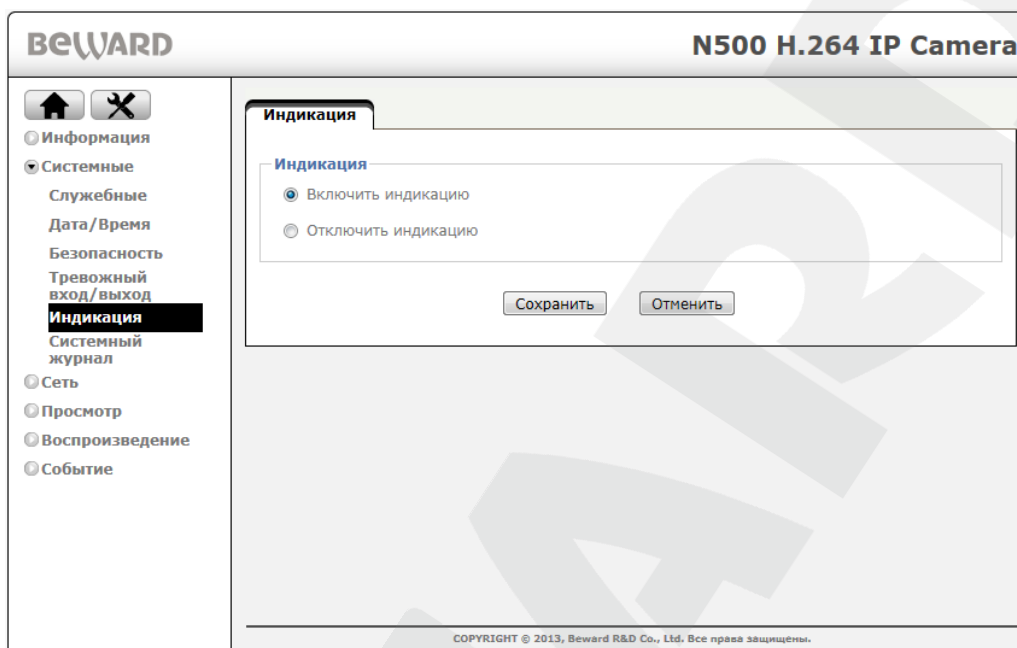 BEWARD
N500 H.264 IP Camera
Информация
Системные
Служебные
Дата/Время
Безопасность
Тревожный
вход/выход
Индикация
Системный
журнал
Сеть
Просмотр
Воспроизведение
Событие
Индикация
Индикация
Включить индикацию
Отключить индикацию
Сохранить
Отменить
COPYRIGHT © 2013, Beward R&D Co., Ltd. Все права защищены.